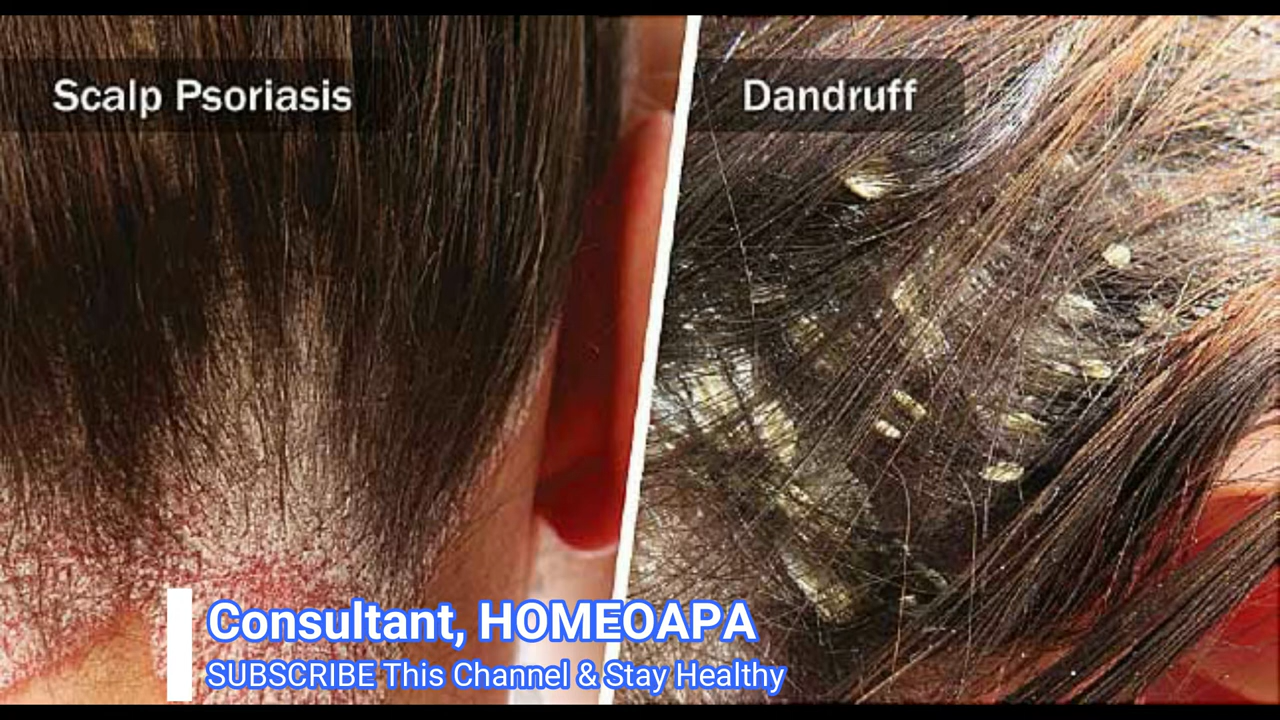 Scalp Psoriasis
Dandruff
Consultant, HOMEOAPA
SUBSCRIBE This Channel & Stay Healthy